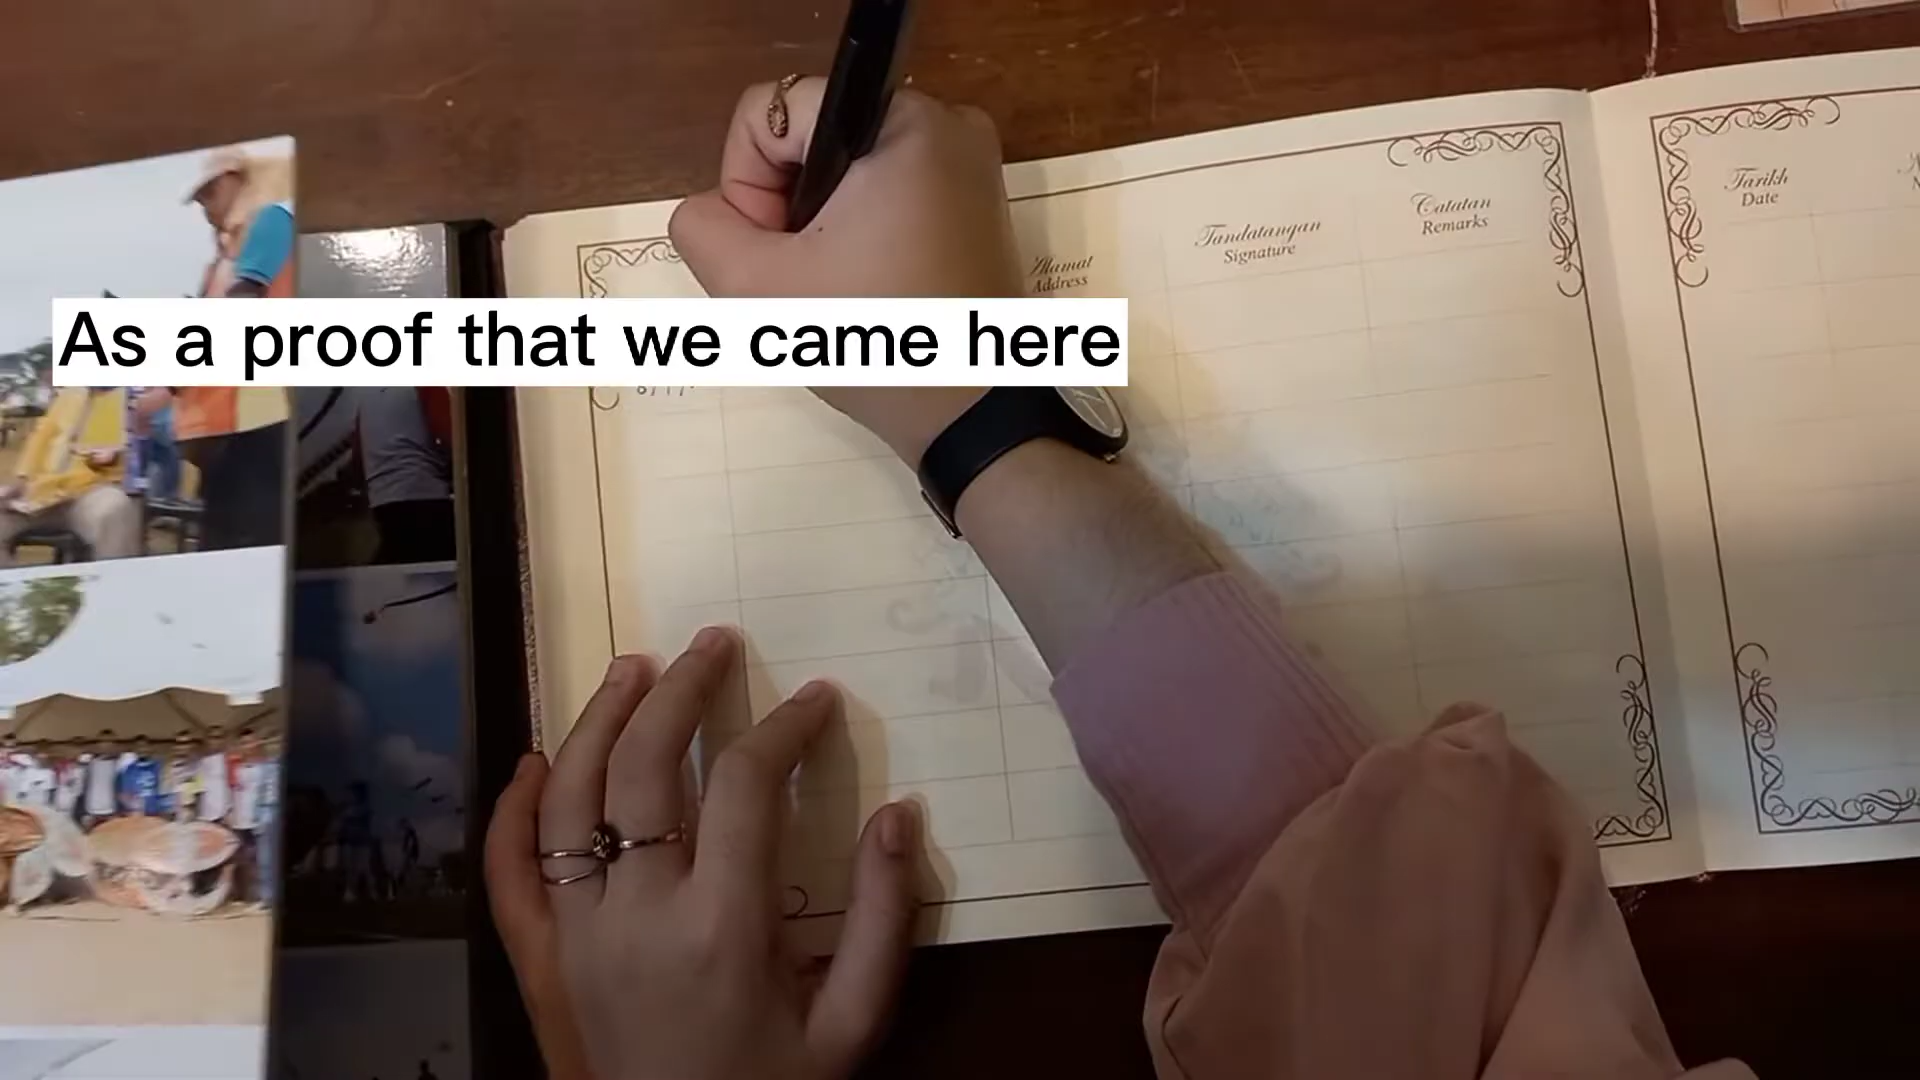 Alamat
Address
Tandatangan
Signature
Catatan
Remarks
Tarikh
Date
As a proof that we came here